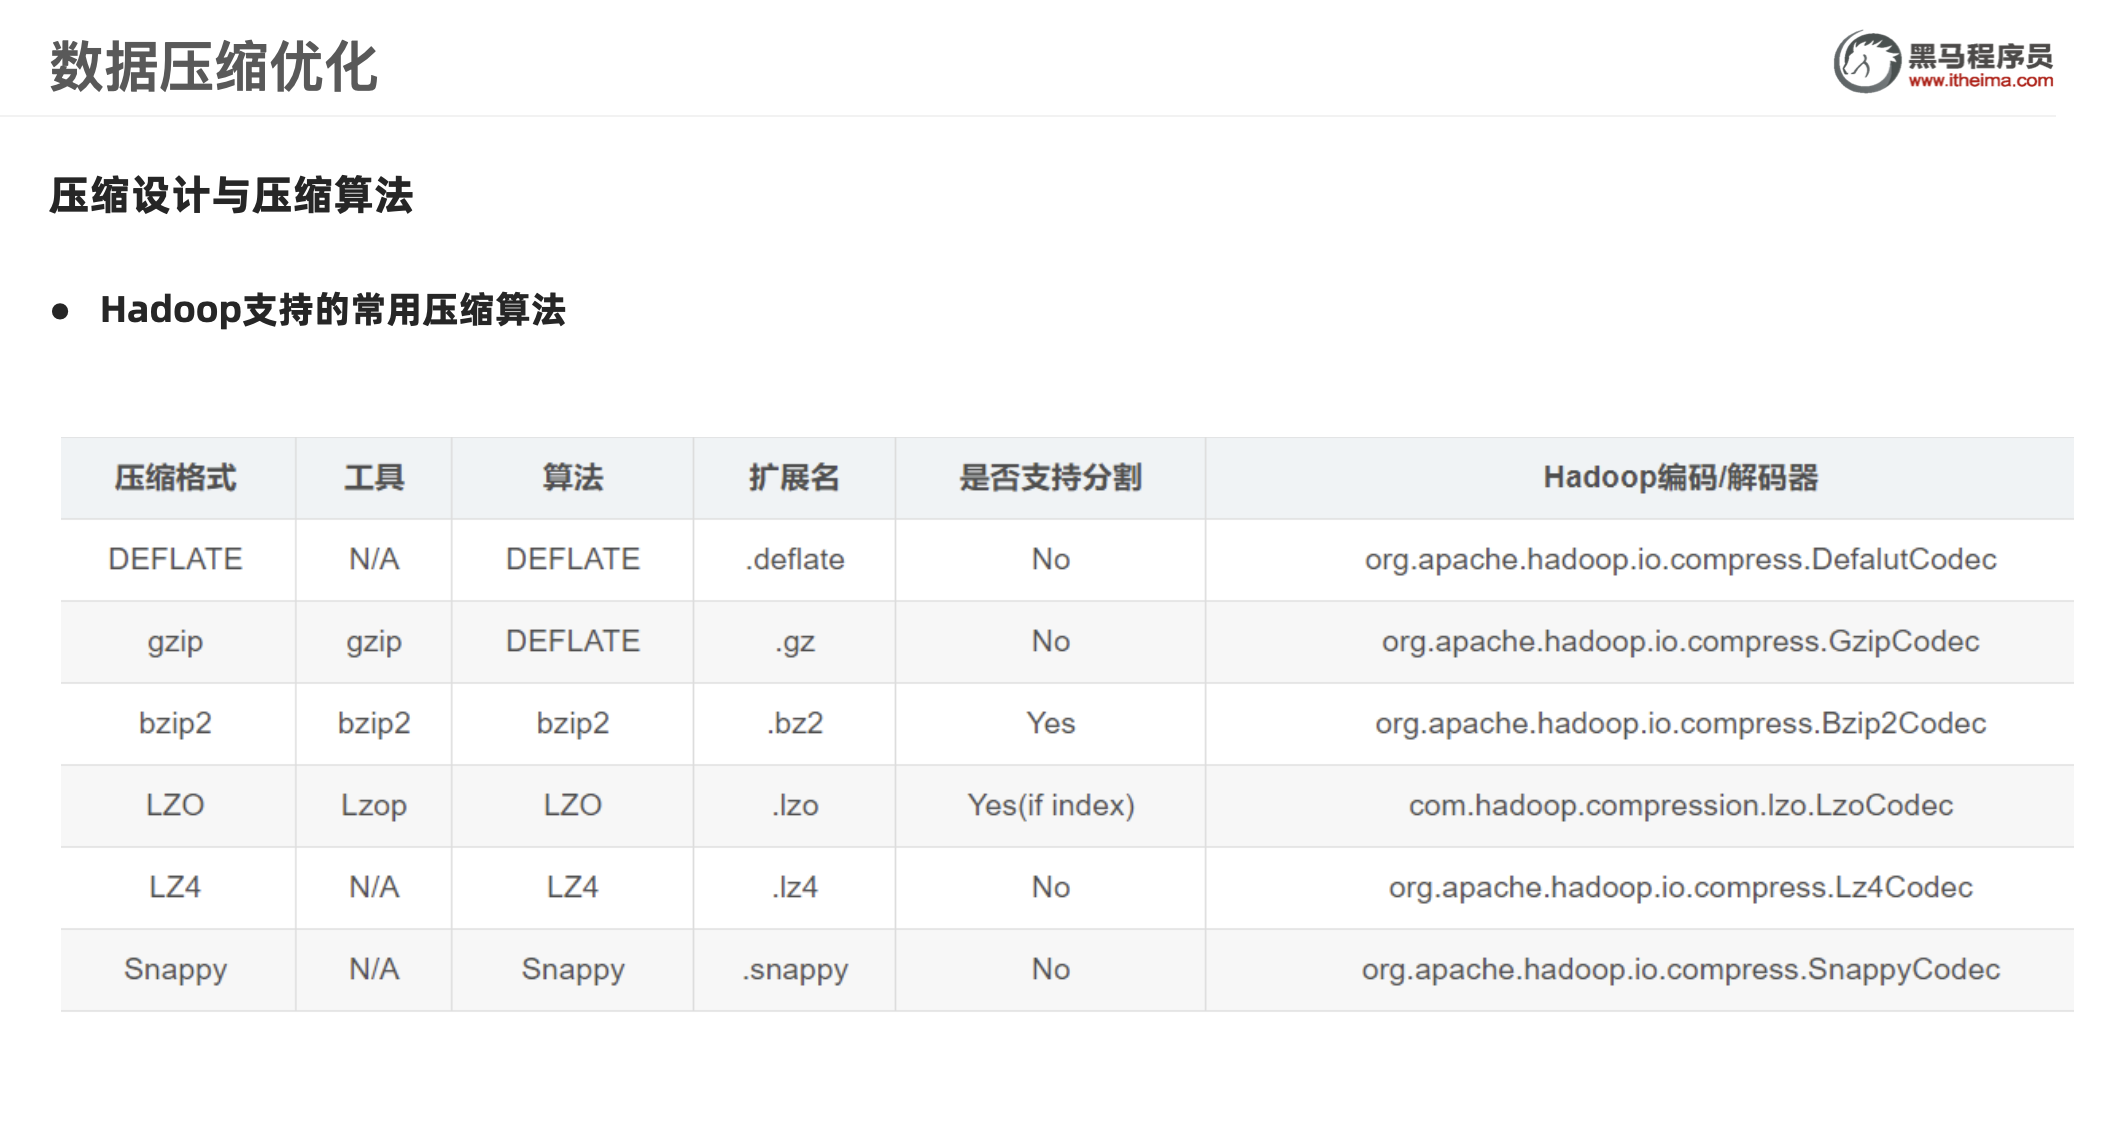 数据压缩优化
黑马程序员
www.itheima.com
压缩设计与压缩算法
● Hadoop支持的常用压缩算法
压缩格式 工具 算法 扩展名 是否支持分割 Hadoop编码/解码器
DEFLATE N/A DEFLATE .deflate No org.apache.hadoop.io.compress.DefalutCodec
gzip gzip DEFLATE .gz No org.apache.hadoop.io.compress.GzipCodec
bzip2 bzip2 bzip2 .bz2 Yes org.apache.hadoop.io.compress.Bzip2Codec
LZO Lzop LZO .lzo Yes(if index) com.hadoop.compression.lzo.LzoCodec
LZ4 N/A LZ4 .lz4 No org.apache.hadoop.io.compress.Lz4Codec
Snappy N/A Snappy .snappy No org.apache.hadoop.io.compress.SnappyCodec